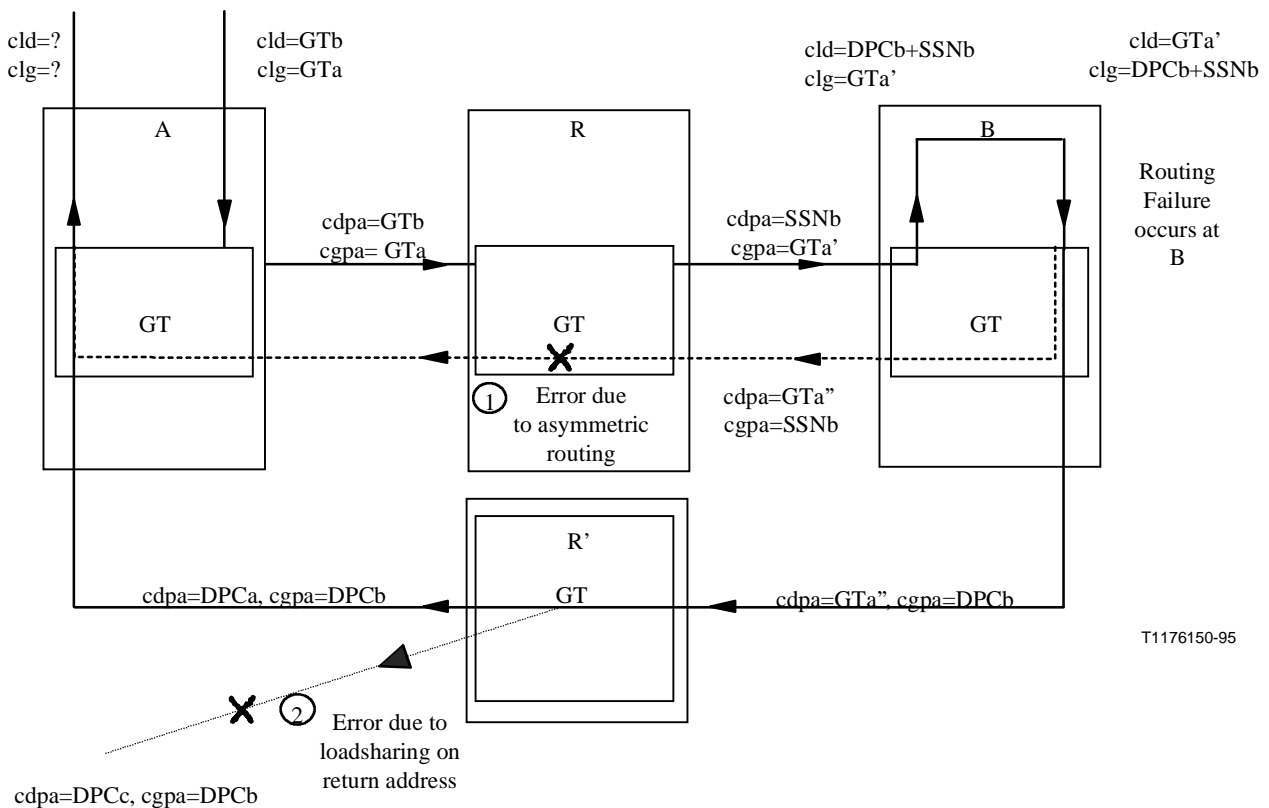 cld=?
clg=?
cld=GTb
clg=GTa
cld=DPCb+SSNb
clg=GTa’
cld=GTa’
clg=DPCb+SSNb
A
R
B
Routing
Failure
occurs at
B
cdpa=GTb
cgpa= GTa
cdpa=SSNb
cgpa=GTa’
GT
GT
GT
1
Error due
to asymmetric
routing
cdpa=GTa”
cgpa=SSNb
R’
cdpa=DPCa, cgpa=DPCb
GT
cdpa=GTa”, cgpa=DPCb
T1176150-95
2
Error due to
loadsharing on
return address
cdpa=DPCc, cgpa=DPCb